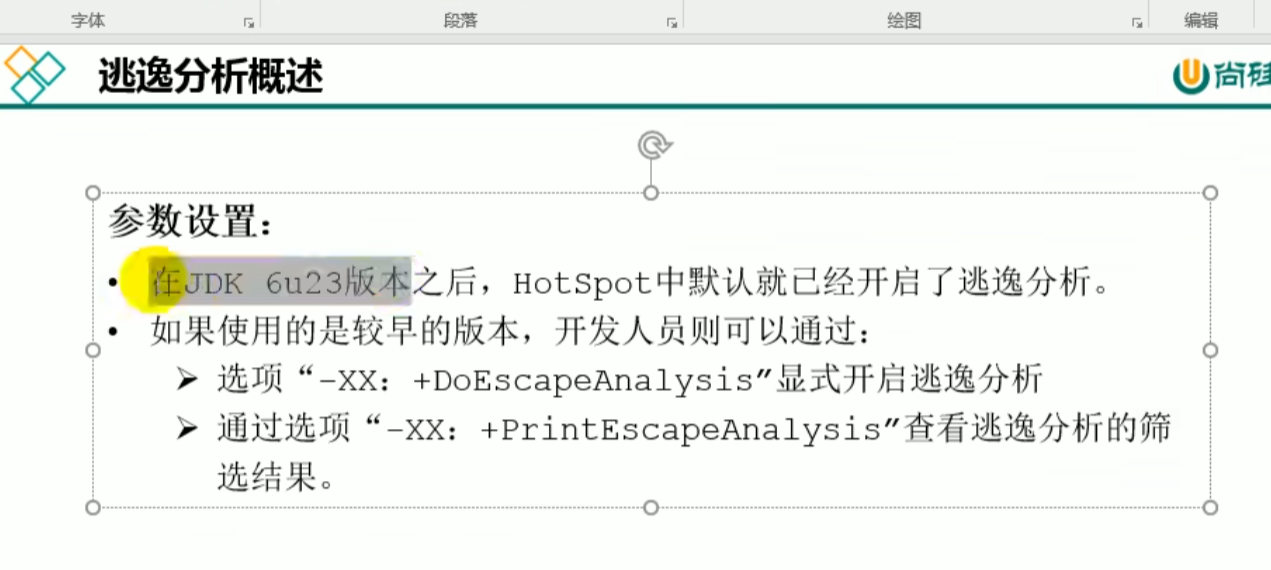 字体 段落 绘图 编辑
逃逸分析概述
尚硅
参数设置：
• 在JDK 6u23版本之后，HotSpot中默认就已经开启了逃逸分析。
• 如果使用的是较早的版本，开发人员则可以通过：
➢ 选项“-XX：+DoEscapeAnalysis”显式开启逃逸分析
➢ 通过选项“-XX：+PrintEscapeAnalysis”查看逃逸分析的筛
选结果。